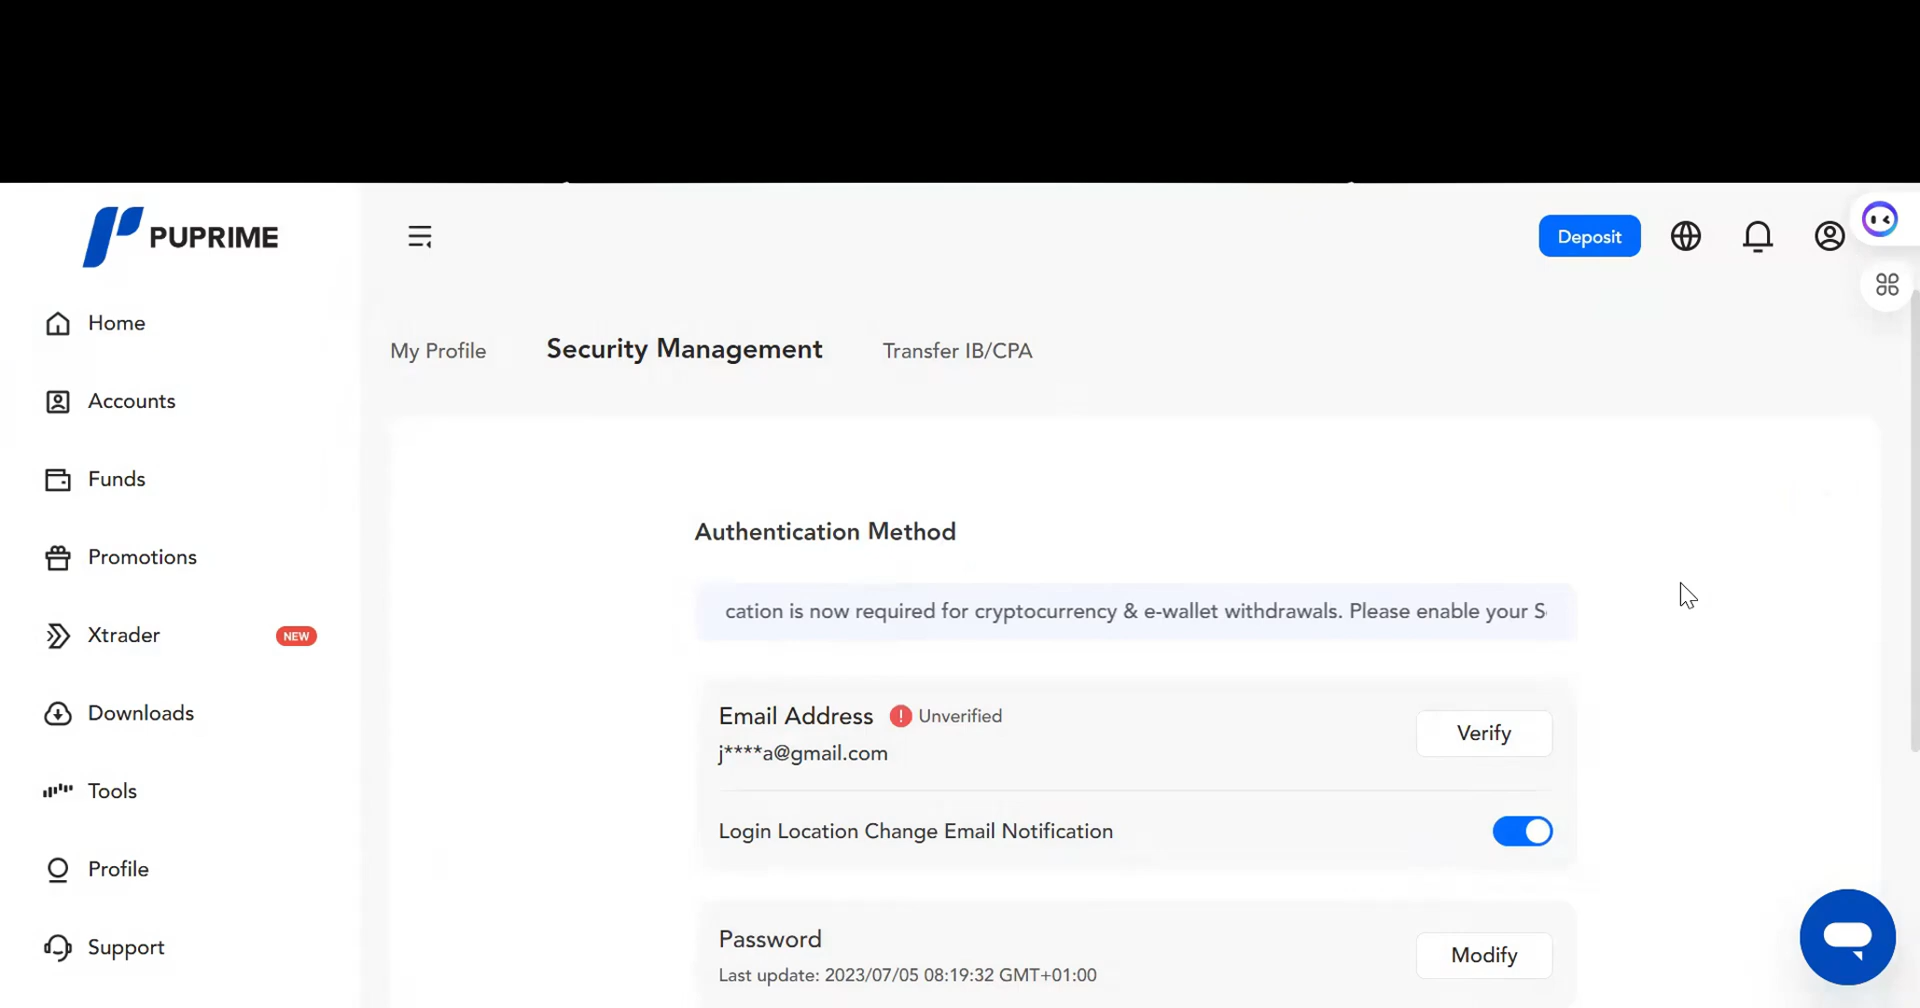 PUPRIME
Deposit
Home
Accounts
Funds
Promotions
Xtrader NEW
Downloads
Tools
Profile
Support
My Profile Security Management Transfer IB/CPA
Authentication Method
cation is now required for cryptocurrency & e-wallet withdrawals. Please enable your S
Email Address ! Unverified
j****a@gmail.com
Verify
Login Location Change Email Notification
Password
Last update: 2023/07/05 08:19:32 GMT+01:00
Modify